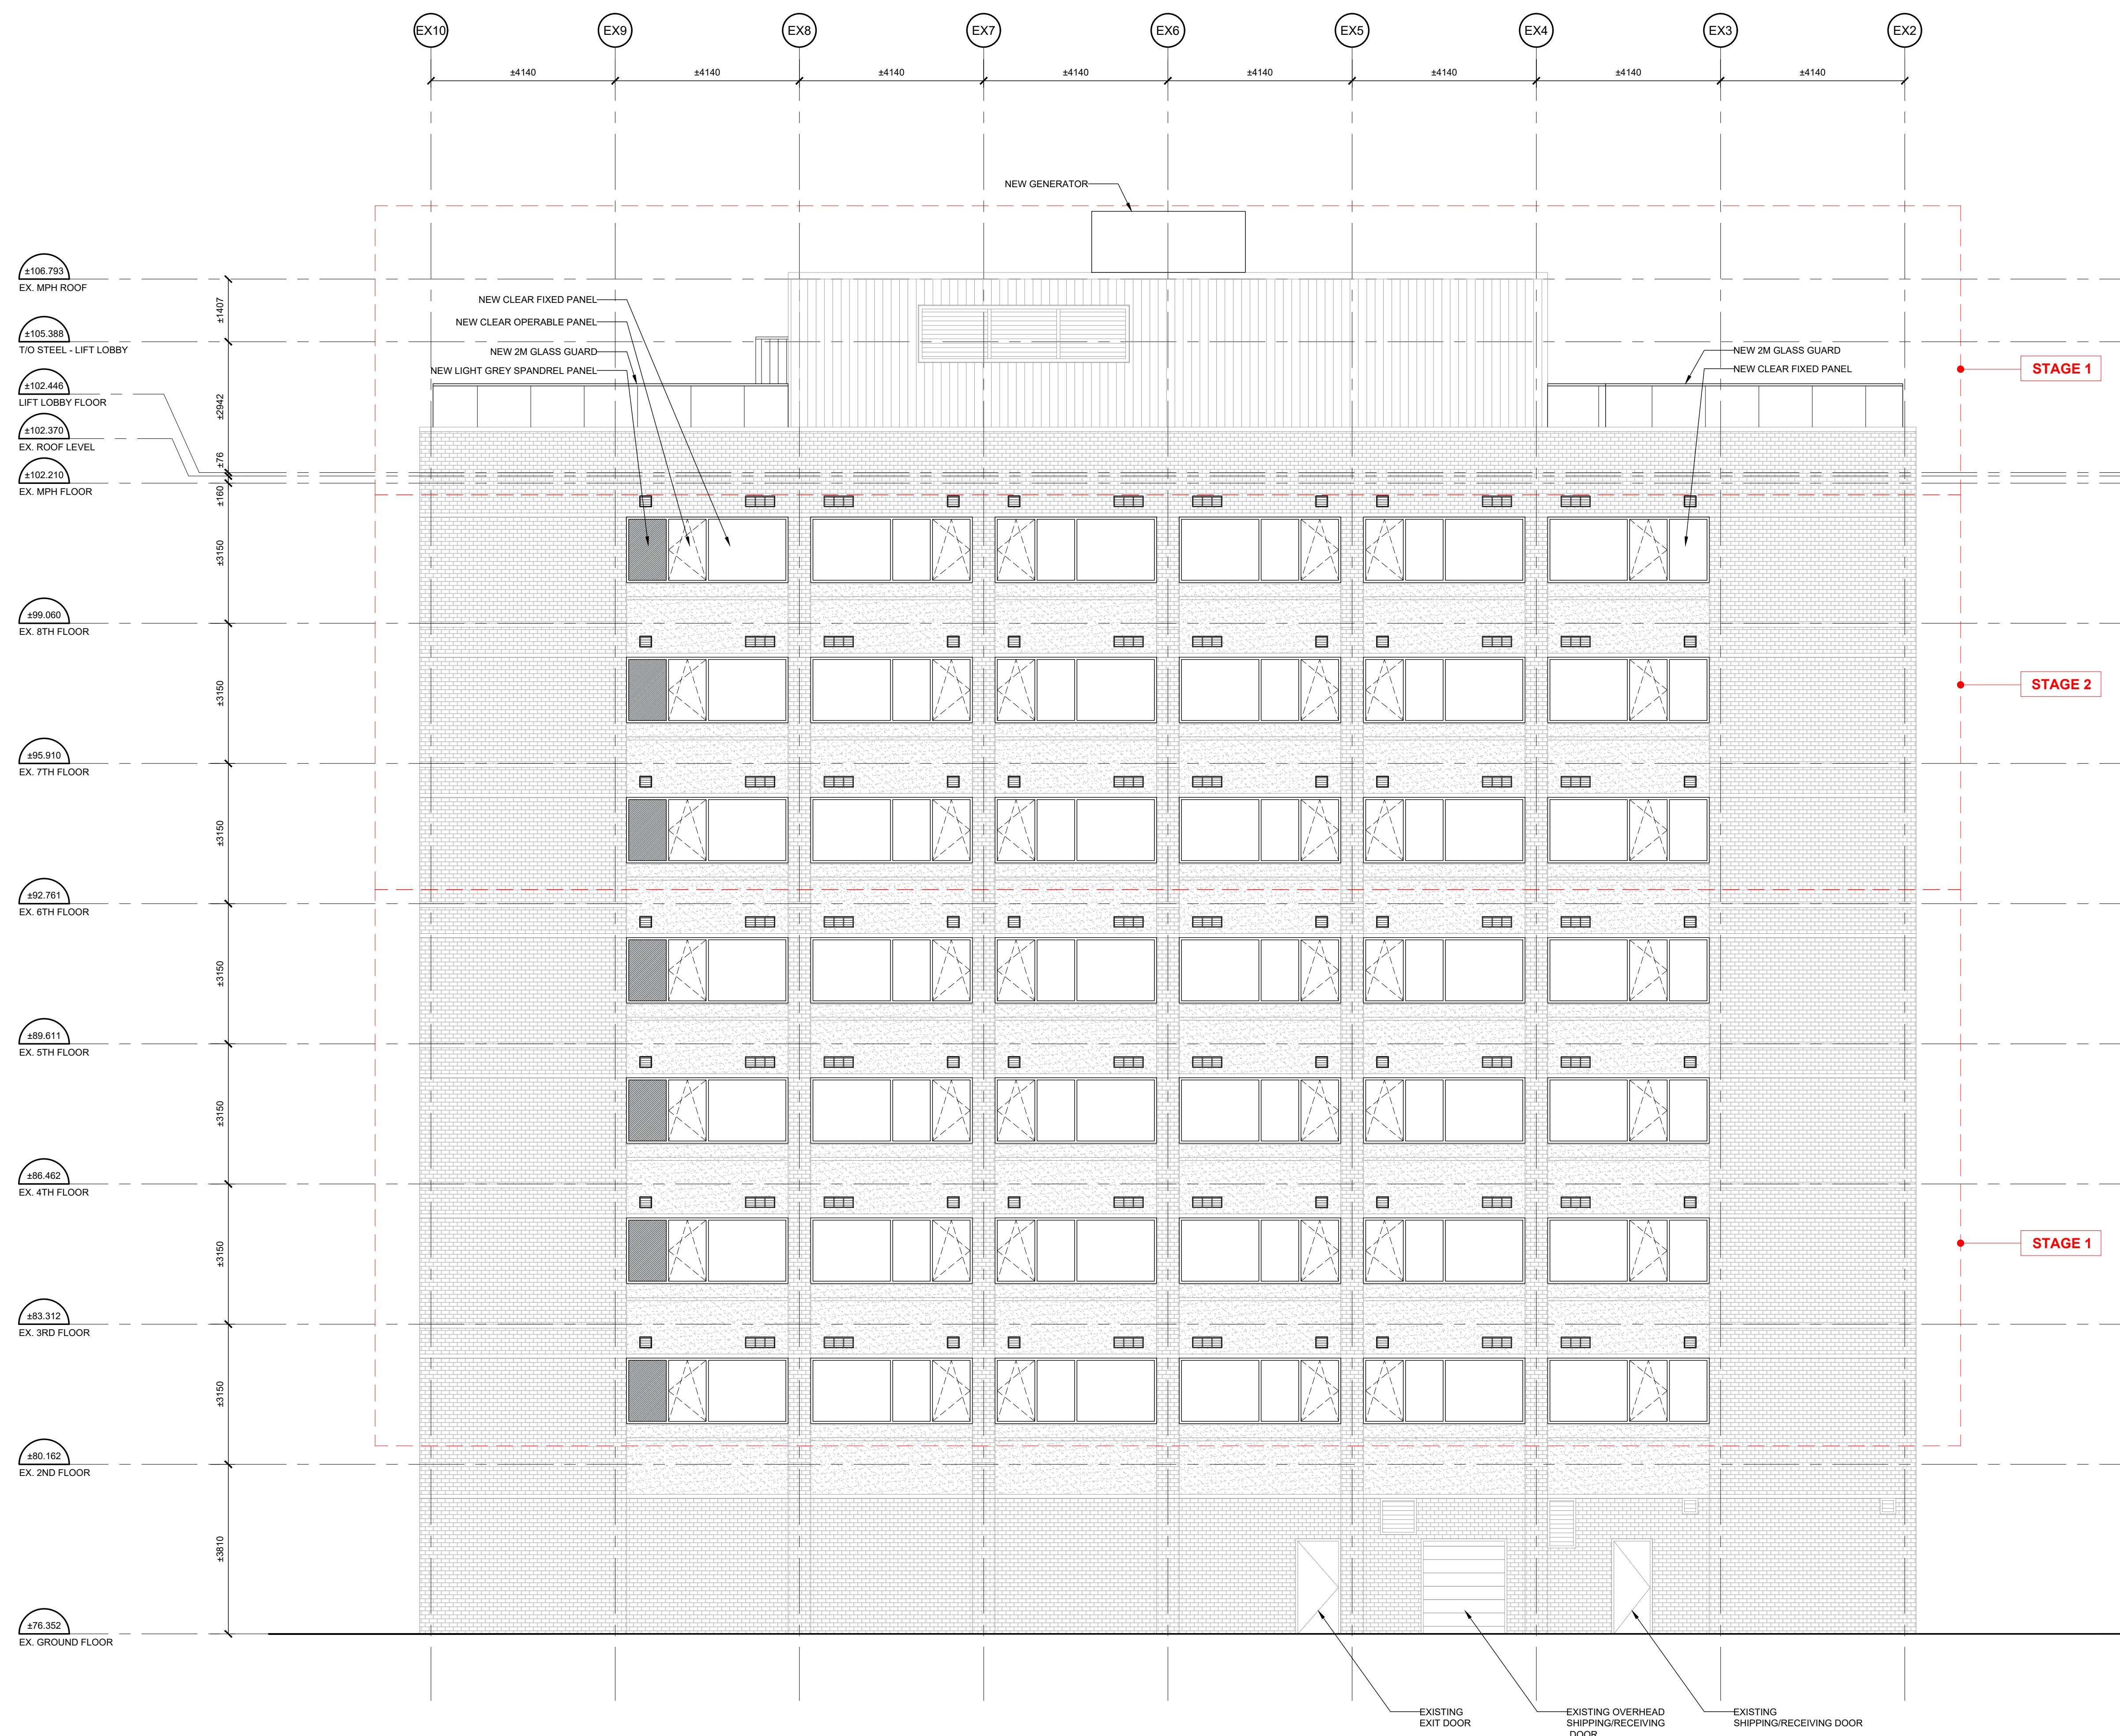 EX10 EX9 EX8 EX7 EX6 EX5 EX4 EX3 EX2
±4140 ±4140 ±4140 ±4140 ±4140 ±4140 ±4140 ±4140
NEW GENERATOR
±106.793
EX. MPH ROOF
±1407
±105.388
T/O STEEL - LIFT LOBBY
±2942
±102.446
LIFT LOBBY FLOOR
±102.370
EX. ROOF LEVEL
±76
±102.210
EX. MPH FLOOR
±160
NEW CLEAR FIXED PANEL
NEW CLEAR OPERABLE PANEL
NEW 2M GLASS GUARD
NEW LIGHT GREY SPANDREL PANEL
NEW 2M GLASS GUARD
NEW CLEAR FIXED PANEL
STAGE 1
±3150
±99.060
EX. 8TH FLOOR
±3150
STAGE 2
±95.910
EX. 7TH FLOOR
±3150
±92.761
EX. 6TH FLOOR
±3150
±89.611
EX. 5TH FLOOR
±3150
±86.462
EX. 4TH FLOOR
±3150
STAGE 1
±83.312
EX. 3RD FLOOR
±3150
±80.162
EX. 2ND FLOOR
±3810
±76.352
EX. GROUND FLOOR
EXISTING
EXIT DOOR
EXISTING OVERHEAD
SHIPPING/RECEIVING
DOOR
EXISTING
SHIPPING/RECEIVING DOOR